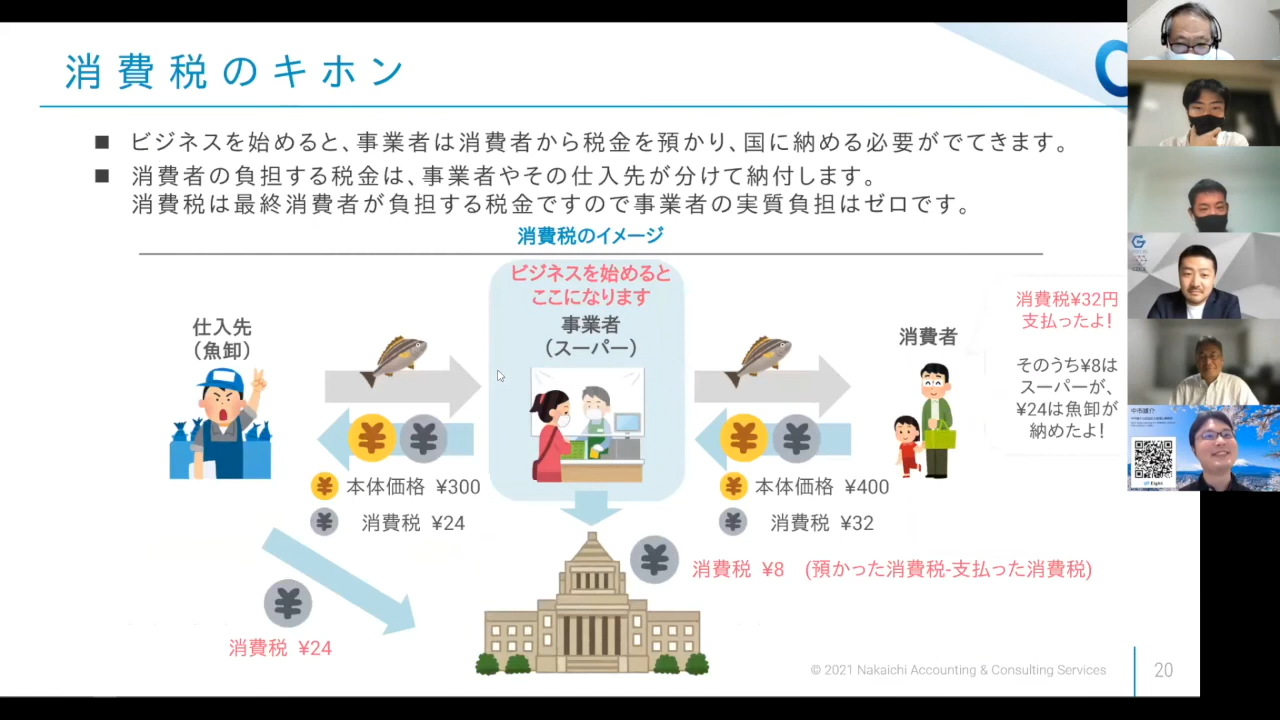 消費税のキホン
■ ビジネスを始めると、事業者は消費者から税金を預かり、国に納める必要がでてきます。
■ 消費者の負担する税金は、事業者やその仕入先が分けて納付します。
消費税は最終消費者が負担する税金ですので事業者の実質負担はゼロです。
消費税のイメージ
ビジネスを始めると
ここになります
事業者
（スーパー）
仕入先
（魚卸）
消費者
消費税¥32円
支払ったよ！
そのうち¥8は
スーパーが、
¥24は魚卸が
納めたよ！
本体価格 ¥300
消費税 ¥24
本体価格 ¥400
消費税 ¥32
消費税 ¥8 (預かった消費税-支払った消費税)
消費税 ¥24
© 2021 Nakaichi Accounting & Consulting Services
20
中市雄介
Eight